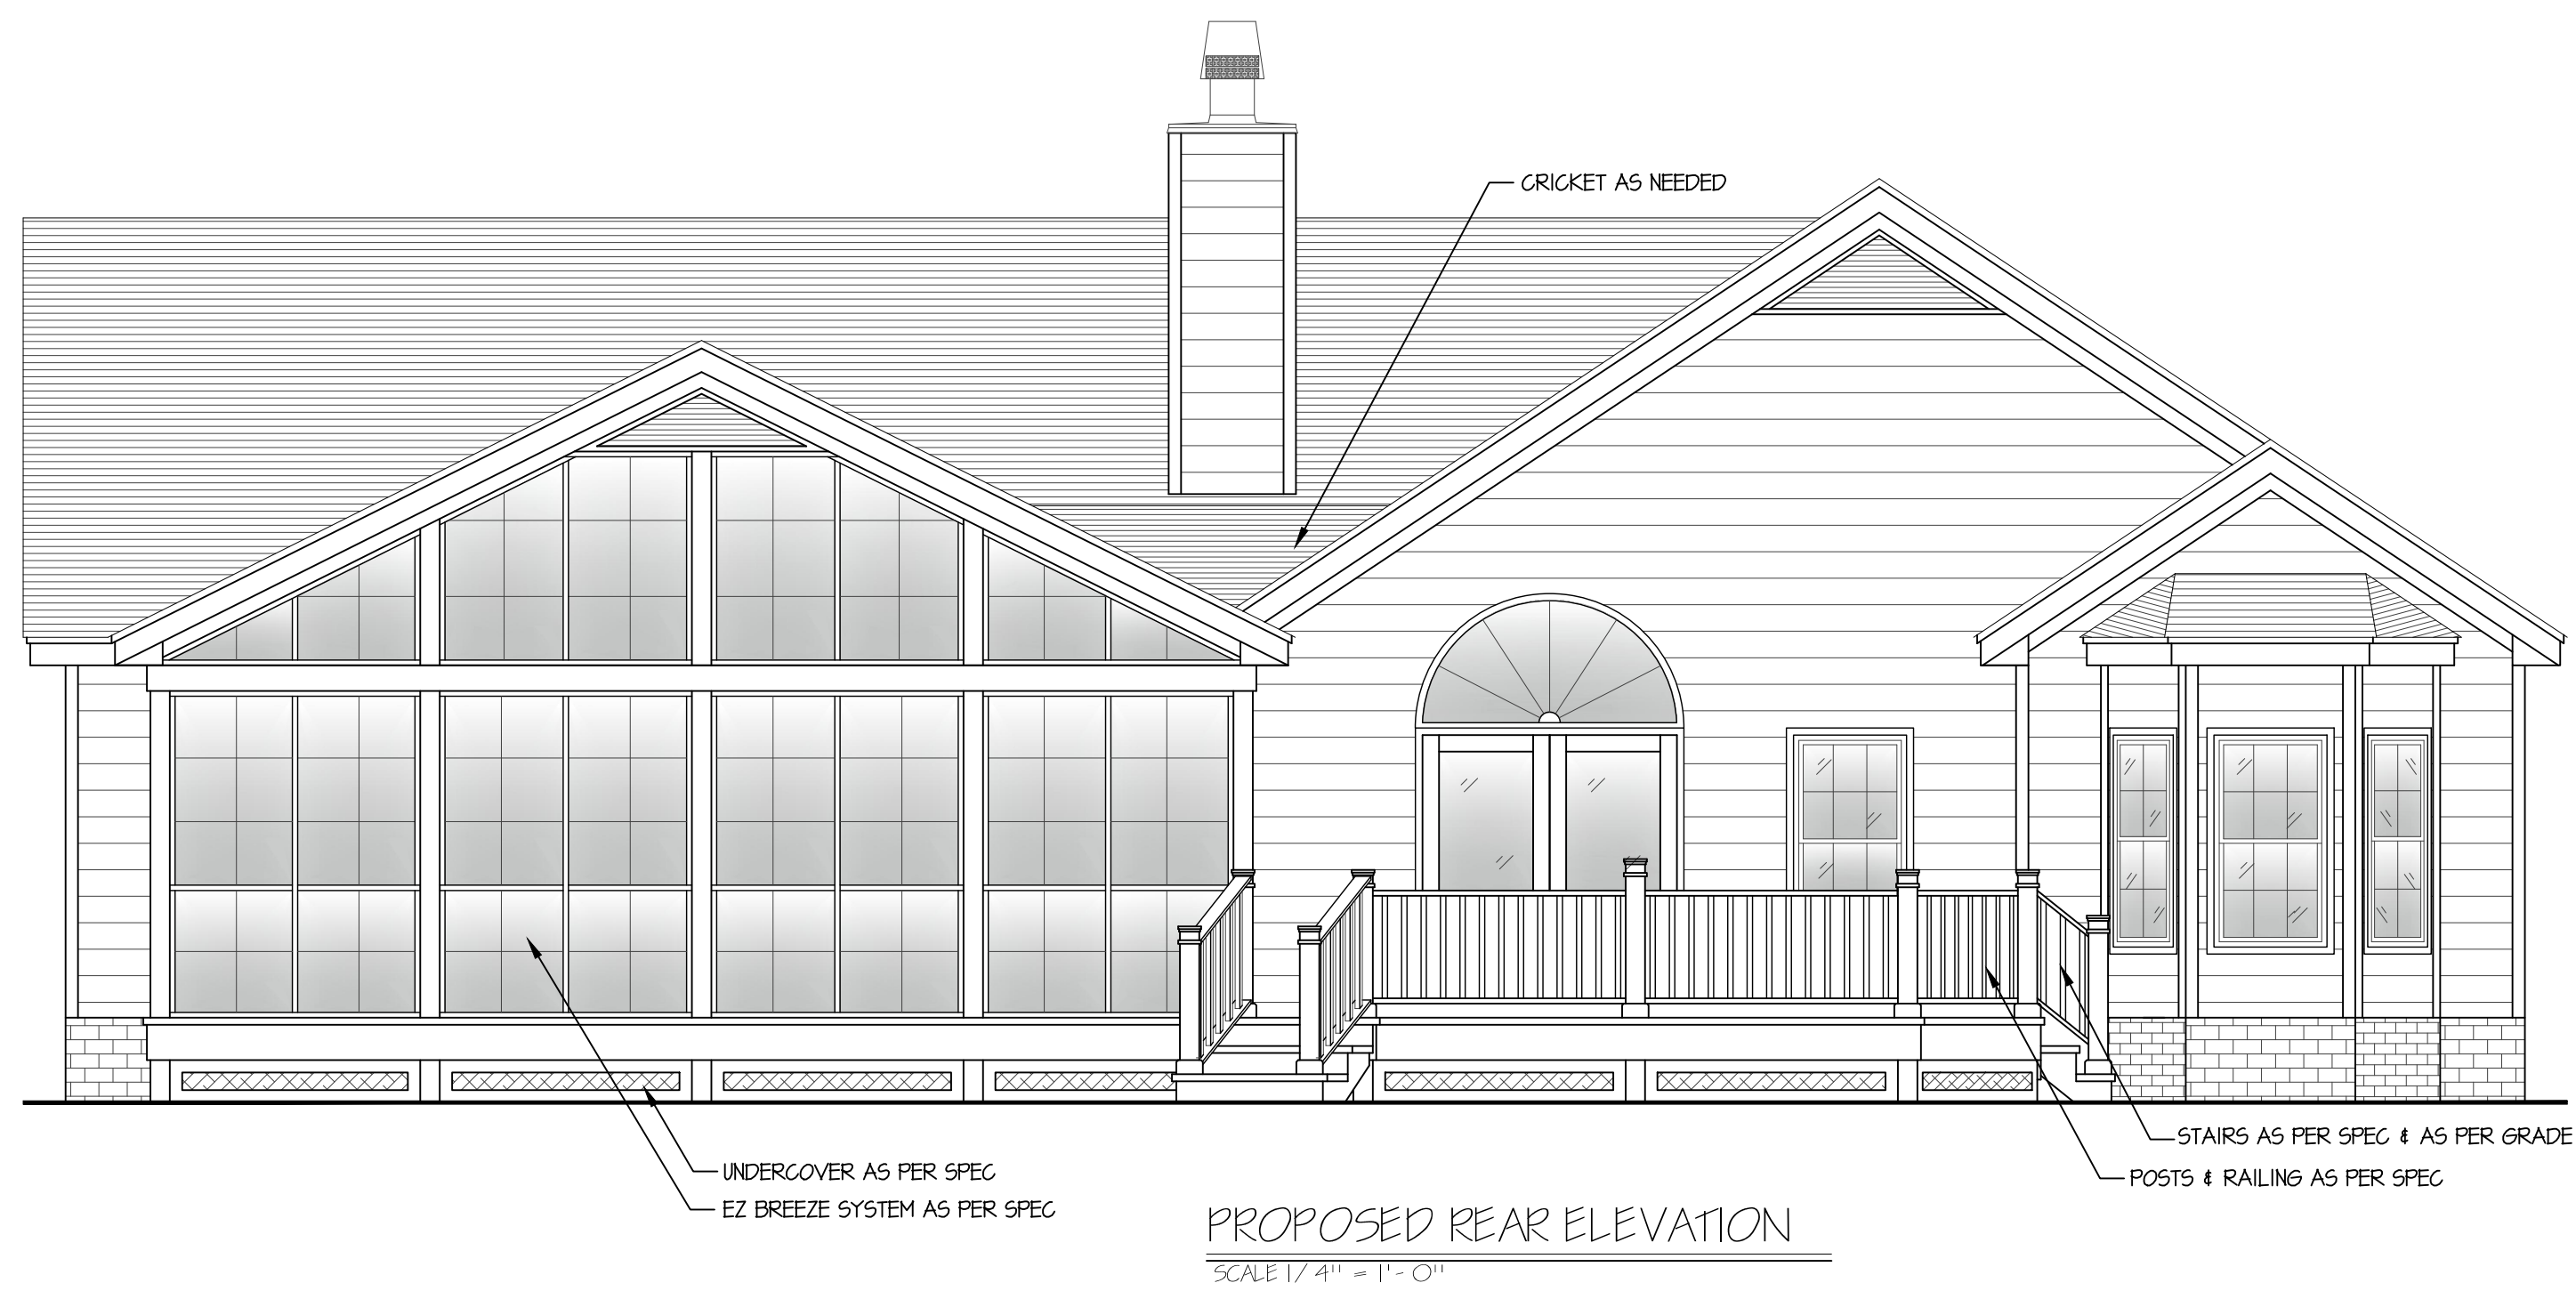 CRICKET AS NEEDED
STAIRS AS PER SPEC & AS PER GRADE
UNDERCOVER AS PER SPEC
POSTS & RAILING AS PER SPEC
EZ BREEZE SYSTEM AS PER SPEC
PROPOSED REAR ELEVATION
SCALE 1/4" = 1'-0"